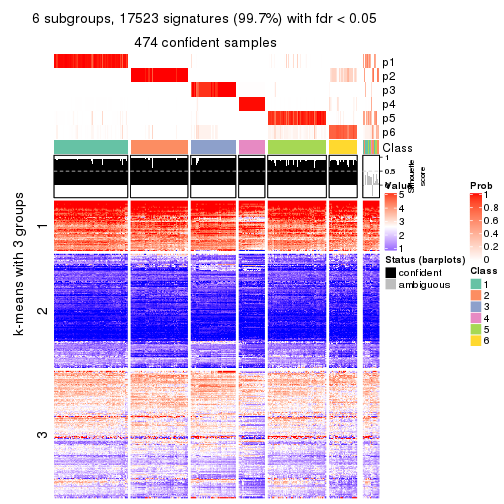 6 subgroups, 17523 signatures (99.7%) with fdr < 0.05
474 confident samples
p1
p2
p3
p4
p5
p6
Class
1
0.5
0
Silhouette
score
k-means with 3 groups
1
2
3
Value
5
4
3
2
1
Status (barplots)
confident
ambiguous
Prob
1
0.8
0.6
0.4
0.2
0
Class
1
2
3
4
5
6